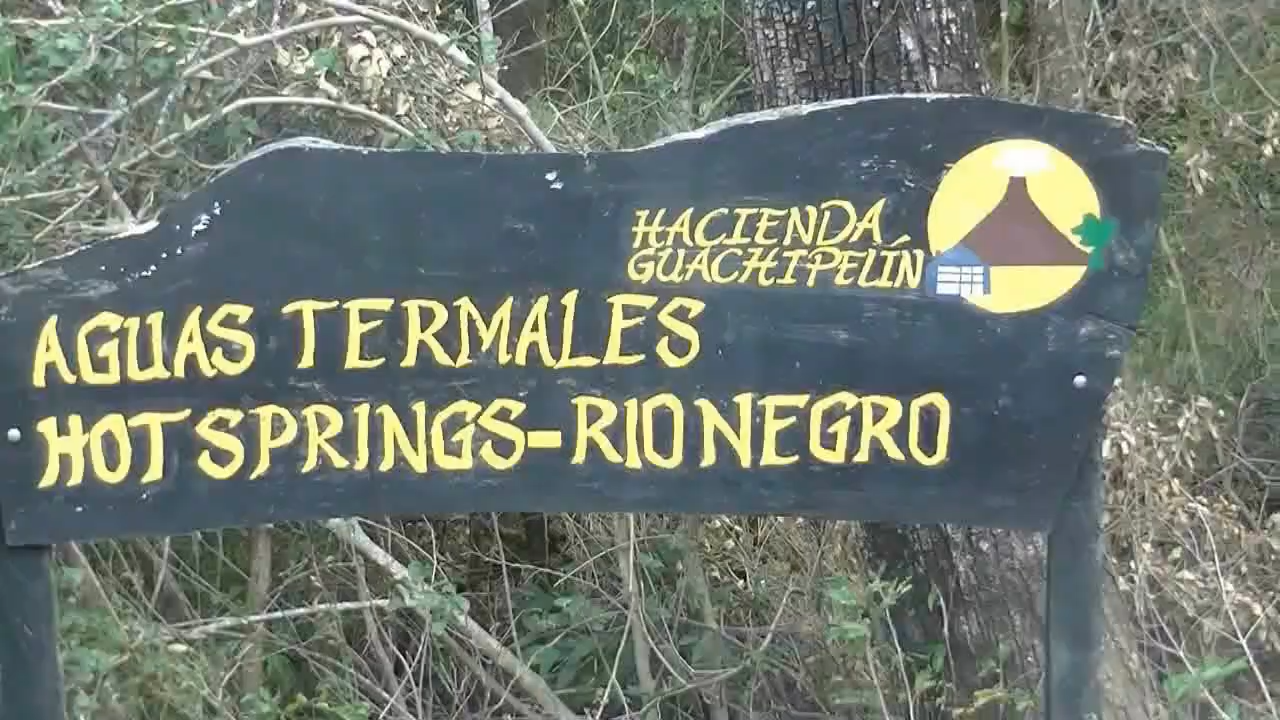 HACIENDA
GUACHIPELÍN
AGUAS TERMALES
HOT SPRINGS-RIO NEGRO